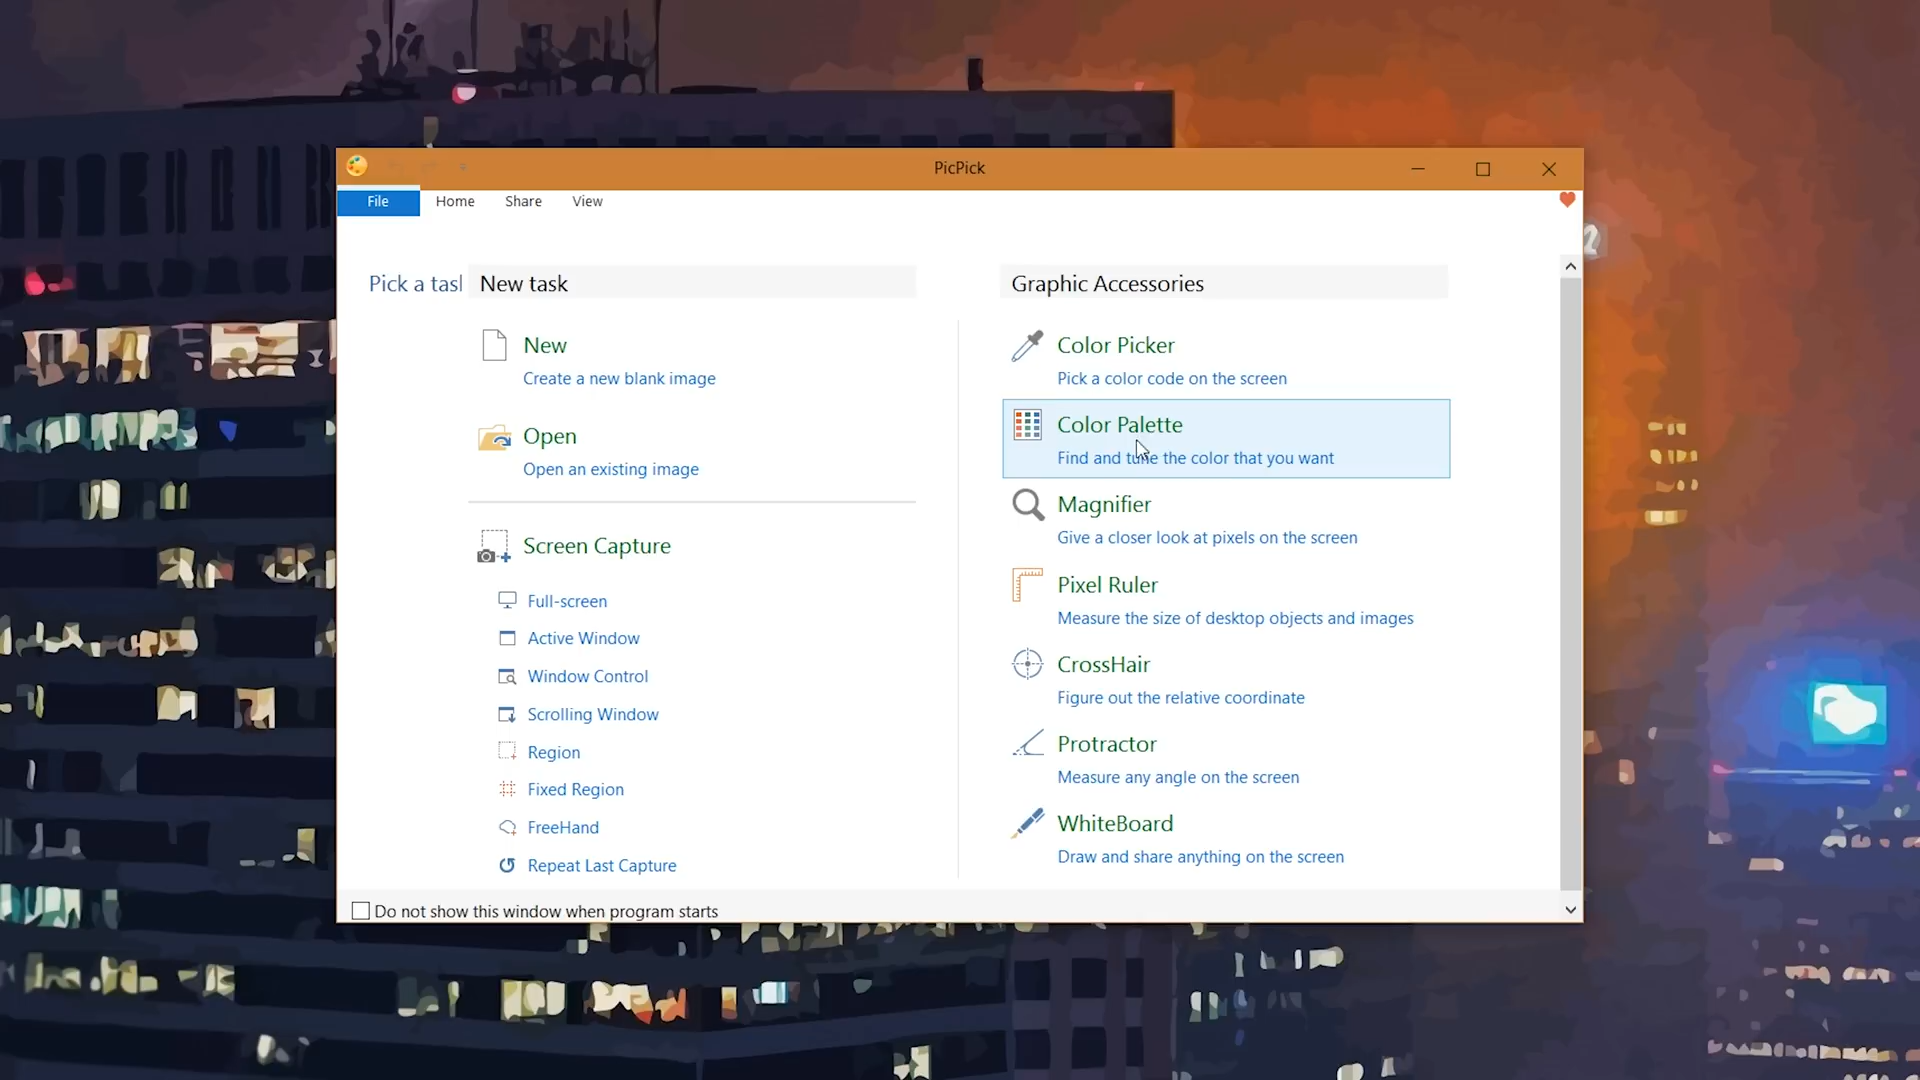 PicPick
File Home Share View
Pick a tasl
New task
New
Create a new blank image
Open
Open an existing image
Screen Capture
Full-screen
Active Window
Window Control
Scrolling Window
Region
Fixed Region
FreeHand
Repeat Last Capture
Graphic Accessories
Color Picker
Pick a color code on the screen
Color Palette
Find and tune the color that you want
Magnifier
Give a closer look at pixels on the screen
Pixel Ruler
Measure the size of desktop objects and images
CrossHair
Figure out the relative coordinate
Protractor
Measure any angle on the screen
WhiteBoard
Draw and share anything on the screen
Do not show this window when program starts